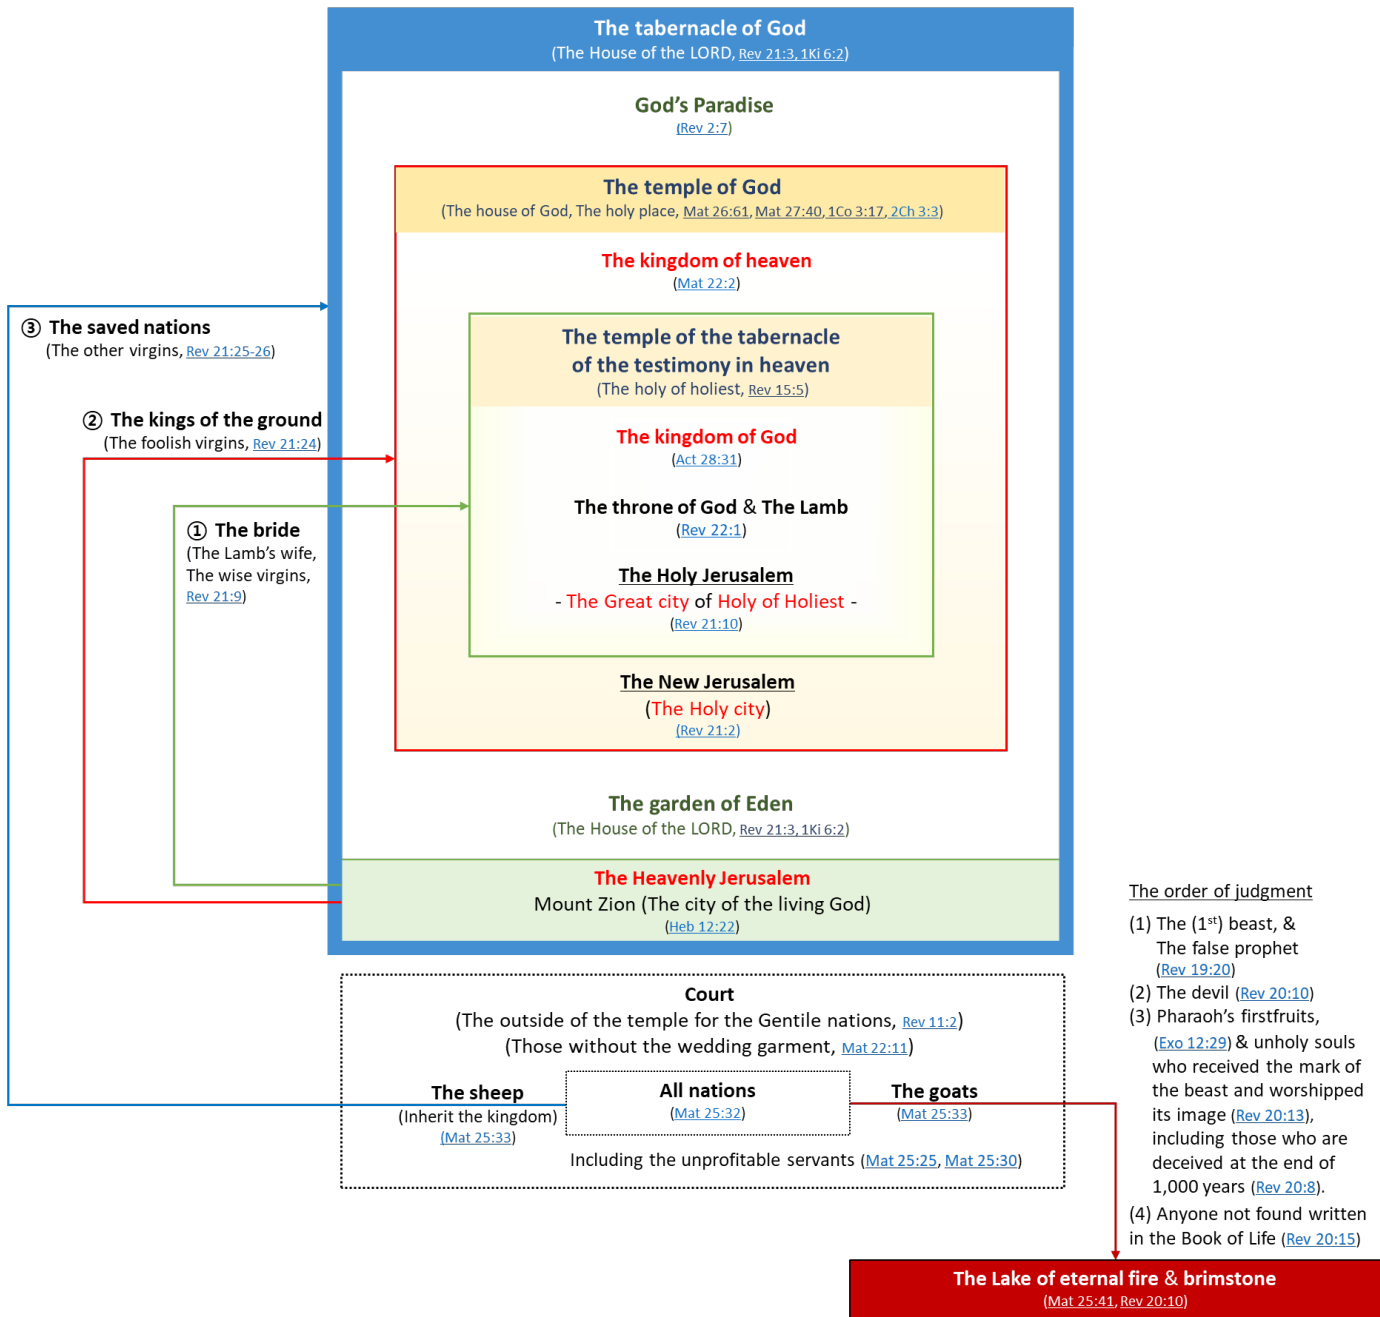 The tabernacle of God
(The House of the LORD, Rev 21:3, 1Ki 6:2)
God’s Paradise
(Rev 2:7)
The temple of God
(The house of God, The holy place, Mat 26:61, Mat 27:40, 1Co 3:17, 2Ch 3:3)
The kingdom of heaven
(Mat 22:2)
The temple of the tabernacle
of the testimony in heaven
(The holy of holiest, Rev 15:5)
The kingdom of God
(Act 28:31)
The throne of God & The Lamb
(Rev 22:1)
The Holy Jerusalem
- The Great city of Holy of Holiest -
(Rev 21:10)
The New Jerusalem
(The Holy city)
(Rev 21:2)
The garden of Eden
(The House of the LORD, Rev 21:3, 1Ki 6:2)
The Heavenly Jerusalem
Mount Zion (The city of the living God)
(Heb 12:22)
③ The saved nations
(The other virgins, Rev 21:25-26)
② The kings of the ground
(The foolish virgins, Rev 21:24)
① The bride
(The Lamb’s wife,
The wise virgins,
Rev 21:9)
Court
(The outside of the temple for the Gentile nations, Rev 11:2)
(Those without the wedding garment, Mat 22:11)
The sheep
(Inherit the kingdom)
(Mat 25:33)
All nations
(Mat 25:32)
The goats
(Mat 25:33)
Including the unprofitable servants (Mat 25:25, Mat 25:30)
The order of judgment
(1) The (1st) beast, &
The false prophet
(Rev 19:20)
(2) The devil (Rev 20:10)
(3) Pharaoh’s firstfruits,
(Exo 12:29) & unholy souls
who received the mark of
the beast and worshipped
its image (Rev 20:13),
including those who are
deceived at the end of
1,000 years (Rev 20:8).
(4) Anyone not found written
in the Book of Life (Rev 20:15)
The Lake of eternal fire & brimstone
(Mat 25:41, Rev 20:10)